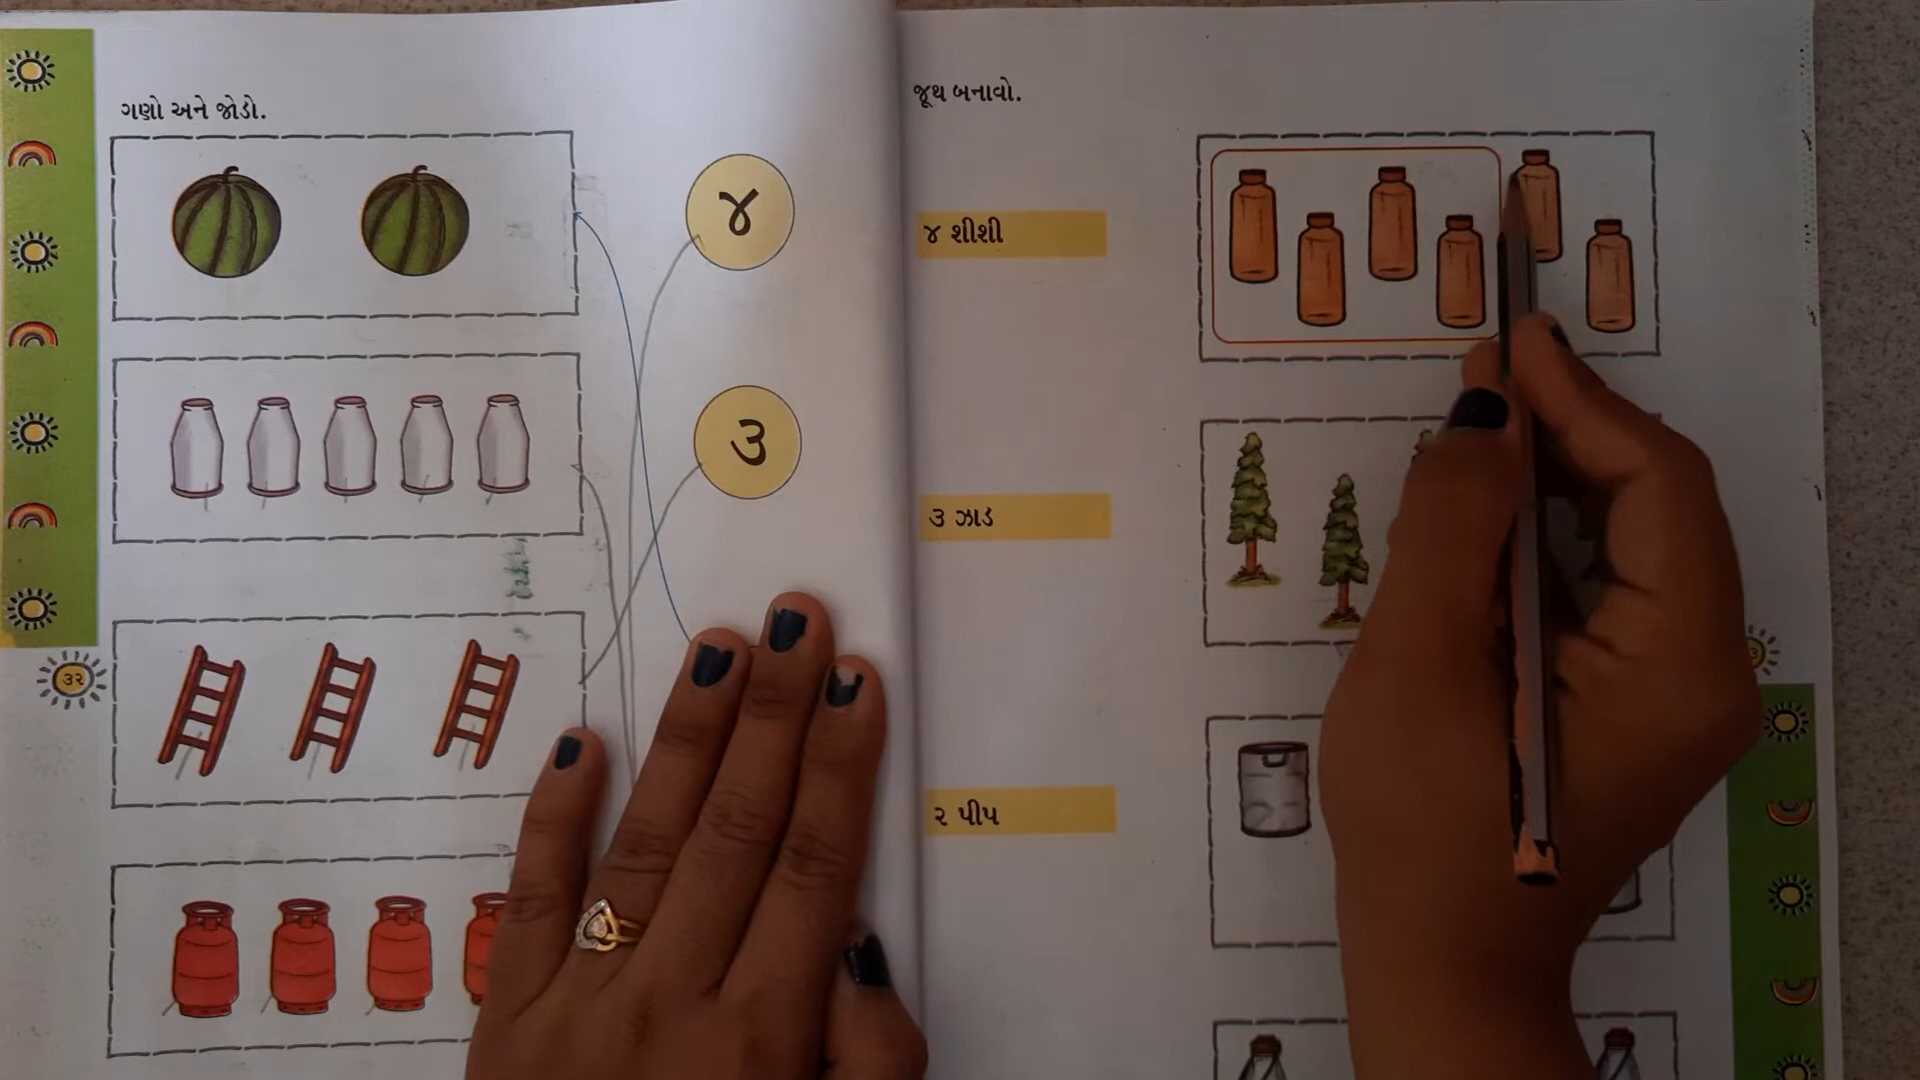 ગણો અને જોડો.
૪
૩
૩૨
જૂથ બનાવો.
૪ શીશી
૩ ઝાડ
૨ પીપ